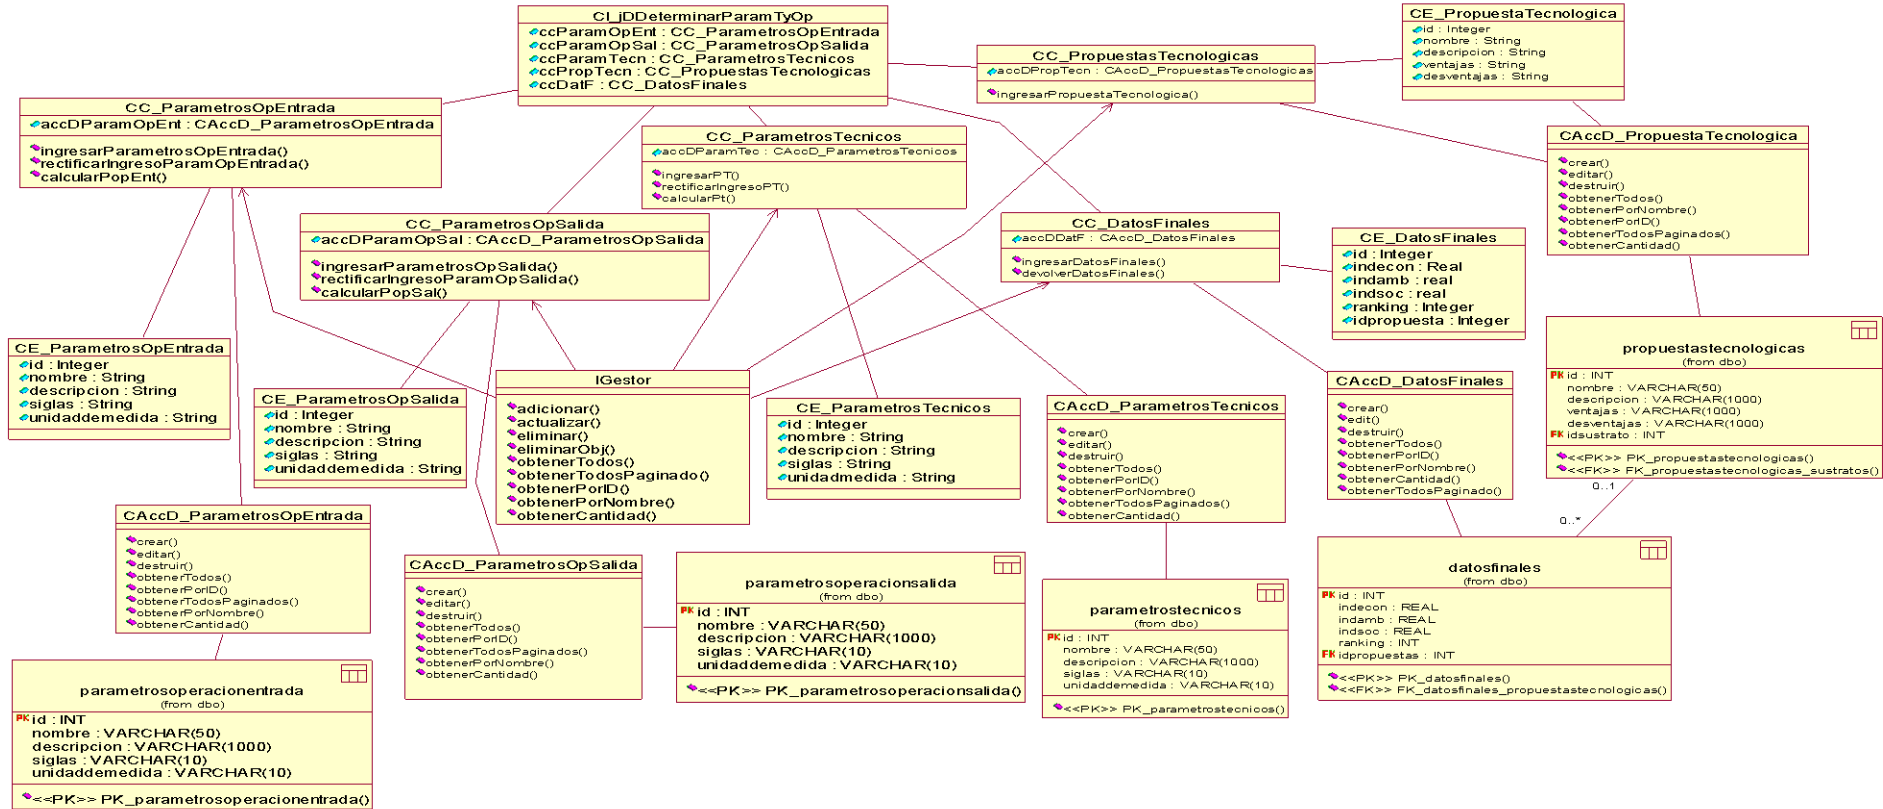 CI_jDDeterminarParamTyOp
ccParamOpEnt : CC_ParametrosOpEntrada
ccParamOpSal : CC_ParametrosOpSalida
ccParamTecn : CC_ParametrosTecnicos
ccPropTecn : CC_PropuestasTecnologicas
ccDatF : CC_DatosFinales
CC_PropuestasTecnologicas
accDPropTecn : CAccD_PropuestasTecnologicas
ingresarPropuestaTecnologica()
CE_PropuestaTecnologica
id : Integer
nombre : String
descripcion : String
ventajas : String
desventajas : String
CC_ParametrosOpEntrada
accDParamOpEnt : CAccD_ParametrosOpEntrada
ingresarParametrosOpEntrada()
rectificarIngresoParamOpEntrada()
calcularPopEnt()
CC_ParametrosTecnicos
accDParamTec : CAccD_ParametrosTecnicos
ingresarPT()
rectificarIngresoPT()
calcularPt()
CAccD_PropuestaTecnologica
crear()
editar()
destruir()
obtenerTodos()
obtenerPorNombre()
obtenerPorID()
obtenerTodosPaginados()
obtenerCantidad()
CC_ParametrosOpSalida
accDParamOpSal : CAccD_ParametrosOpSalida
ingresarParametrosOpSalida()
rectificarIngresoParamOpSalida()
calcularPopSal()
CC_DatosFinales
accDDatF : CAccD_DatosFinales
ingresarDatosFinales()
devolverDatosFinales()
CE_DatosFinales
id : Integer
indecon : Real
indamb : real
indsoc : real
ranking : Integer
idpropuesta : Integer
CE_ParametrosOpEntrada
id : Integer
nombre : String
descripcion : String
siglas : String
unidaddemedida : String
CE_ParametrosOpSalida
id : Integer
nombre : String
descripcion : String
siglas : String
unidaddemedida : String
IGestor
adicionar()
actualizar()
eliminar()
eliminarObj()
obtenerTodos()
obtenerTodosPaginado()
obtenerPorID()
obtenerPorNombre()
obtenerCantidad()
CE_ParametrosTecnicos
id : Integer
nombre : String
descripcion : String
siglas : String
unidadmedida : String
CAccD_ParametrosTecnicos
crear()
editar()
destruir()
obtenerTodos()
obtenerPorID()
obtenerPorNombre()
obtenerTodosPaginados()
obtenerCantidad()
CAccD_DatosFinales
crear()
edit()
destruir()
obtenerTodos()
obtenerPorID()
obtenerPorNombre()
obtenerCantidad()
obtenerTodosPaginado()
propuestastecnologicas
(from dbo)
PK id : INT
nombre : VARCHAR(50)
descripcion : VARCHAR(1000)
ventajas : VARCHAR(1000)
desventajas : VARCHAR(1000)
FK idsustrato : INT
<<PK>> PK_propuestastecnologicas()
<<FK>> FK_propuestastecnologicas_sustratos()
0..1
0..*
CAccD_ParametrosOpEntrada
crear()
editar()
destruir()
obtenerTodos()
obtenerPorID()
obtenerTodosPaginados()
obtenerPorNombre()
obtenerCantidad()
CAccD_ParametrosOpSalida
crear()
editar()
destruir()
obtenerTodos()
obtenerPorID()
obtenerTodosPaginados()
obtenerPorNombre()
obtenerCantidad()
parametrosoperacionsalida
(from dbo)
PK id : INT
nombre : VARCHAR(50)
descripcion : VARCHAR(1000)
siglas : VARCHAR(10)
unidaddemedida : VARCHAR(10)
<<PK>> PK_parametrosoperacionsalida()
parametrostecnicos
(from dbo)
PK id : INT
nombre : VARCHAR(50)
descripcion : VARCHAR(1000)
siglas : VARCHAR(10)
unidaddemedida : VARCHAR(10)
<<PK>> PK_parametrostecnicos()
datosfinales
(from dbo)
PK id : INT
indecon : REAL
indamb : REAL
indsoc : REAL
ranking : INT
FK idpropuestas : INT
<<PK>> PK_datosfinales()
<<FK>> FK_datosfinales_propuestastecnologicas()
parametrosoperacionentrada
(from dbo)
PK id : INT
nombre : VARCHAR(50)
descripcion : VARCHAR(1000)
siglas : VARCHAR(10)
unidaddemedida : VARCHAR(10)
<<PK>> PK_parametrosoperacionentrada()